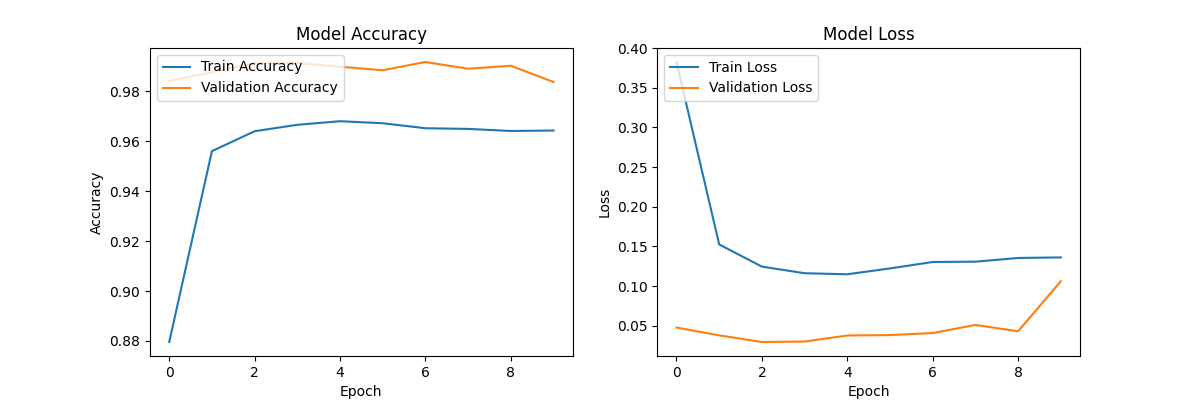 Model Accuracy
Train Accuracy
Validation Accuracy
0.98
0.96
0.94
0.92
0.90
0.88
Accuracy
0 2 4 6 8
Epoch
Model Loss
Train Loss
Validation Loss
0.40
0.35
0.30
0.25
0.20
0.15
0.10
0.05
Loss
0 2 4 6 8
Epoch